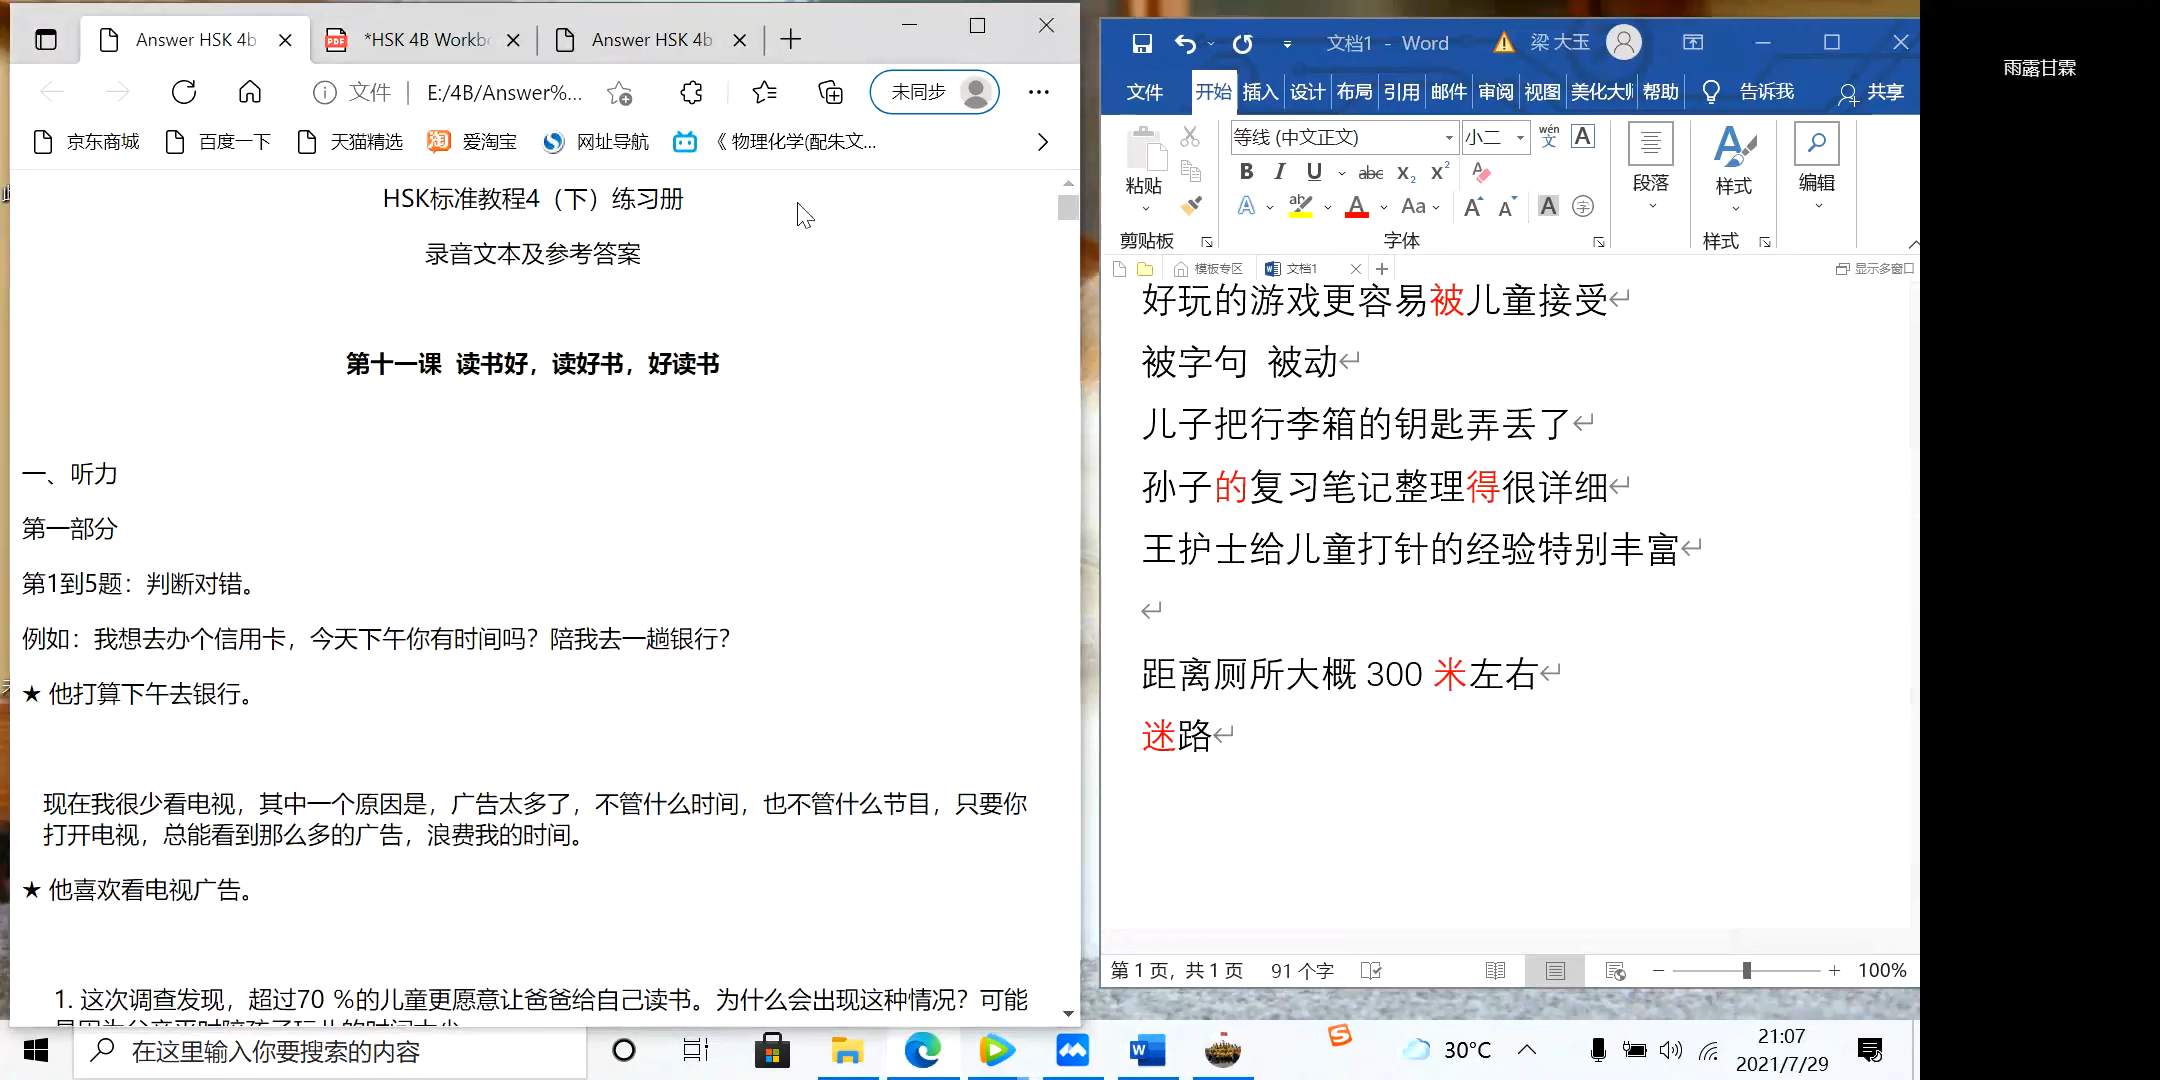 Answer HSK 4b
*HSK 4B Workb
Answer HSK 4b
文件
E:/4B/Answer%...
未同步
京东商城
百度一下
天猫精选
爱淘宝
网址导航
《 物理化学(配朱文...
HSK标准教程4（下）练习册
录音文本及参考答案
第十一课 读书好，读好书，好读书
一、听力
第一部分
第1到5题：判断对错。
例如：我想去办个信用卡，今天下午你有时间吗？陪我去一趟银行？
★ 他打算下午去银行。
现在我很少看电视，其中一个原因是，广告太多了，不管什么时间，也不管什么节目，只要你
打开电视，总能看到那么多的广告，浪费我的时间。
★ 他喜欢看电视广告。
1. 这次调查发现，超过70 %的儿童更愿意让爸爸给自己读书。为什么会出现这种情况？可能
文档1 - Word
梁 大玉
文件 开始 插入 设计 布局 引用 邮件 审阅 视图 美化大师 帮助 告诉我 共享
粘贴
等线 (中文正文)
小二
wén
文
A
B I U abc x₂ x²
A ab A Aa A A A 字
段落
样式
编辑
剪贴板
字体
样式
模板专区
文档1
显示多窗口
好玩的游戏更容易被儿童接受
被字句 被动
儿子把行李箱的钥匙弄丢了
孙子的复习笔记整理得很详细
王护士给儿童打针的经验特别丰富
距离厕所大概 300 米左右
迷路
第 1 页，共 1 页
91 个字
100%
雨露甘霖
在这里输入你要搜索的内容
30°C
21:07
2021/7/29